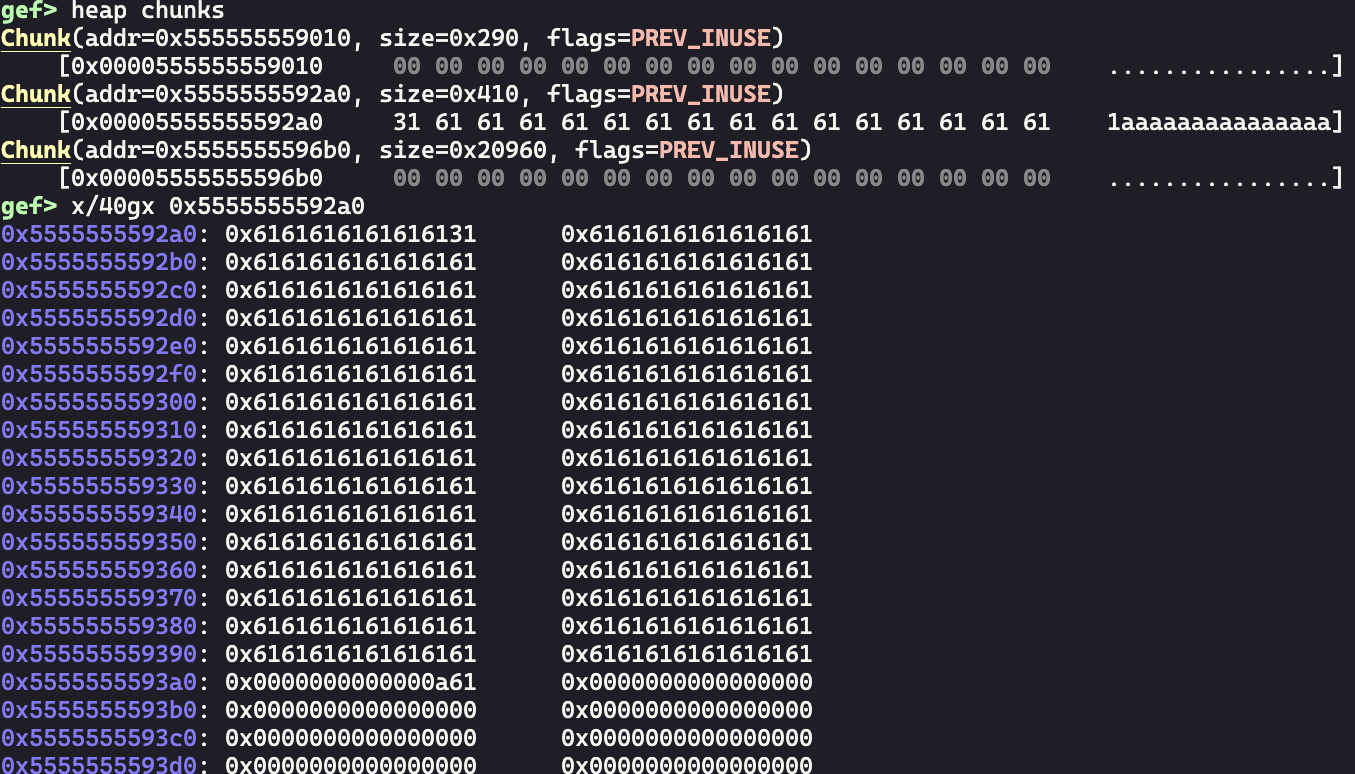 gef> heap chunks
Chunk(addr=0x555555559010, size=0x290, flags=PREV_INUSE)
    [0x0000555555559010     00 00 00 00 00 00 00 00 00 00 00 00 00 00 00 00    ................]
Chunk(addr=0x5555555592a0, size=0x410, flags=PREV_INUSE)
    [0x00005555555592a0     31 61 61 61 61 61 61 61 61 61 61 61 61 61 61 61    1aaaaaaaaaaaaaaa]
Chunk(addr=0x5555555596b0, size=0x20960, flags=PREV_INUSE)
    [0x00005555555596b0     00 00 00 00 00 00 00 00 00 00 00 00 00 00 00 00    ................]
gef> x/40gx 0x5555555592a0
0x5555555592a0: 0x6161616161616131      0x6161616161616161
0x5555555592b0: 0x6161616161616161      0x6161616161616161
0x5555555592c0: 0x6161616161616161      0x6161616161616161
0x5555555592d0: 0x6161616161616161      0x6161616161616161
0x5555555592e0: 0x6161616161616161      0x6161616161616161
0x5555555592f0: 0x6161616161616161      0x6161616161616161
0x555555559300: 0x6161616161616161      0x6161616161616161
0x555555559310: 0x6161616161616161      0x6161616161616161
0x555555559320: 0x6161616161616161      0x6161616161616161
0x555555559330: 0x6161616161616161      0x6161616161616161
0x555555559340: 0x6161616161616161      0x6161616161616161
0x555555559350: 0x6161616161616161      0x6161616161616161
0x555555559360: 0x6161616161616161      0x6161616161616161
0x555555559370: 0x6161616161616161      0x6161616161616161
0x555555559380: 0x6161616161616161      0x6161616161616161
0x555555559390: 0x6161616161616161      0x6161616161616161
0x5555555593a0: 0x0000000000000a61      0x0000000000000000
0x5555555593b0: 0x0000000000000000      0x0000000000000000
0x5555555593c0: 0x0000000000000000      0x0000000000000000
0x5555555593d0: 0x0000000000000000      0x0000000000000000